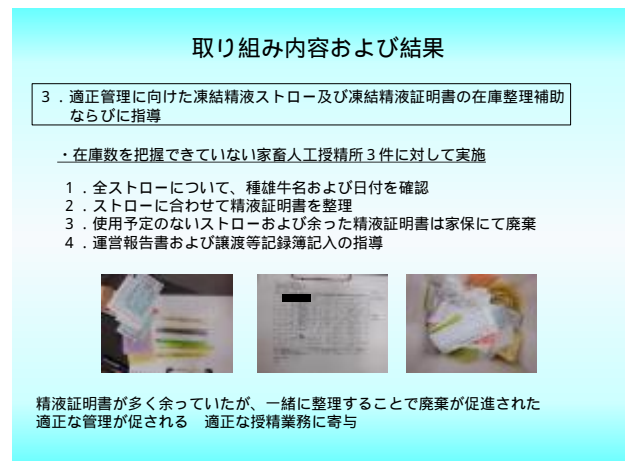 取り組み内容および結果
３．適正管理に向けた凍結精液ストロー及び凍結精液証明書の在庫整理補助
ならびに指導
・在庫数を把握できていない家畜人工授精所３件に対して実施
１．全ストローについて、種雄牛名および日付を確認
２．ストローに合わせて精液証明書を整理
３．使用予定のないストローおよび余った精液証明書は家保にて廃棄
４．運営報告書および譲渡等記録簿記入の指導
精液証明書が多く余っていたが、一緒に整理することで廃棄が促進された
適正な管理が促される　適正な授精業務に寄与